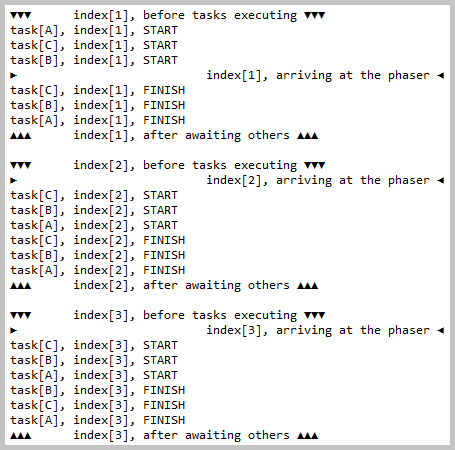 ▼▼▼      index[1], before tasks executing ▼▼▼
task[A], index[1], START
task[C], index[1], START
task[B], index[1], START
►                           index[1], arriving at the phaser ◄
task[C], index[1], FINISH
task[B], index[1], FINISH
task[A], index[1], FINISH
▲▲▲      index[1], after awaiting others ▲▲▲

▼▼▼      index[2], before tasks executing ▼▼▼
►                           index[2], arriving at the phaser ◄
task[C], index[2], START
task[B], index[2], START
task[A], index[2], START
task[C], index[2], FINISH
task[B], index[2], FINISH
task[A], index[2], FINISH
▲▲▲      index[2], after awaiting others ▲▲▲

▼▼▼      index[3], before tasks executing ▼▼▼
►                           index[3], arriving at the phaser ◄
task[C], index[3], START
task[B], index[3], START
task[A], index[3], START
task[B], index[3], FINISH
task[C], index[3], FINISH
task[A], index[3], FINISH
▲▲▲      index[3], after awaiting others ▲▲▲